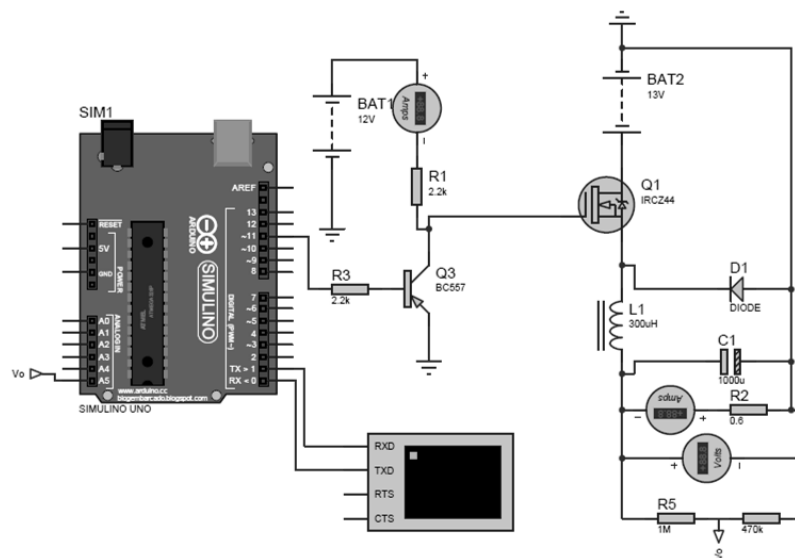 SIM1
ARDUINO
SIMULINO
RESET
5V
GND
POWER
ANALOG IN
A0
A1
A2
A3
A4
A5
AREF
13
12
~11
~10
~9
8
7
~6
~5
4
~3
2
TX > 1
RX < 0
DIGITAL (PWM~)
www.arduino.cc
blogembarcado.blogspot.com
SIMULINO UNO
Vo
BAT1
12V
+
Amps
−
R1
2.2k
R3
2.2k
Q3
BC557
RXD
TXD
RTS
CTS
BAT2
13V
Q1
IRCZ44
D1
DIODE
L1
300uH
C1
1000u
−
Amps
+
R2
0.6
+
Volts
−
R5
1M
470k
Vo